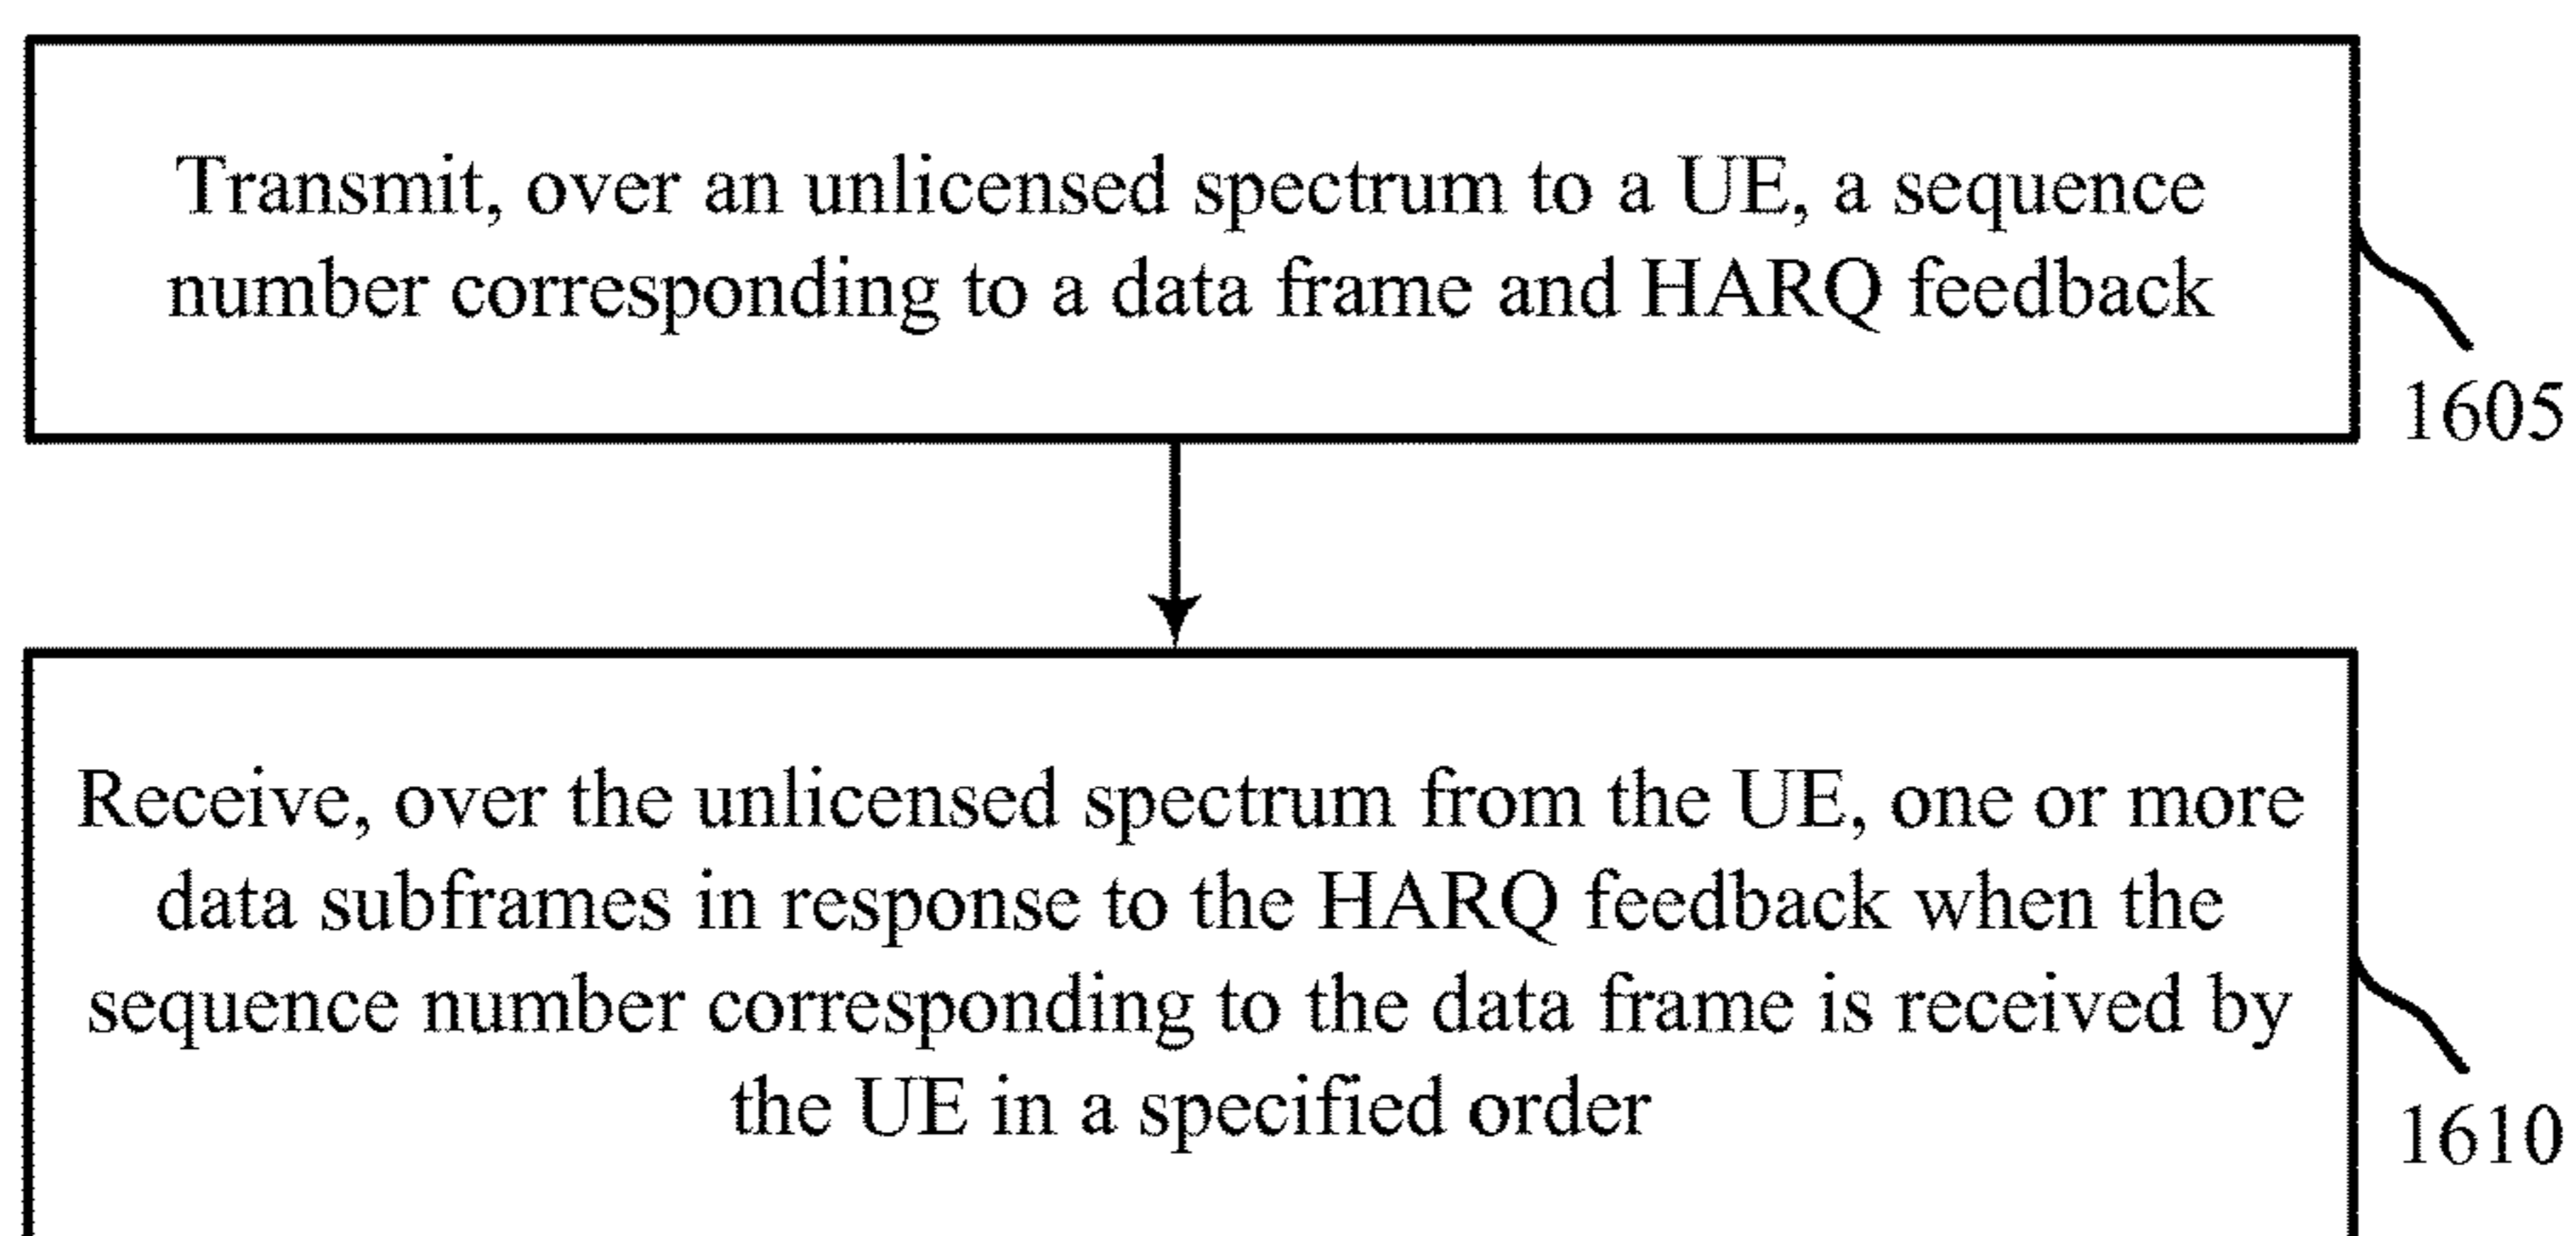 Transmit, over an unlicensed spectrum to a UE, a sequence
number corresponding to a data frame and HARQ feedback
1605
Receive, over the unlicensed spectrum from the UE, one or more
data subframes in response to the HARQ feedback when the
sequence number corresponding to the data frame is received by
the UE in a specified order
1610